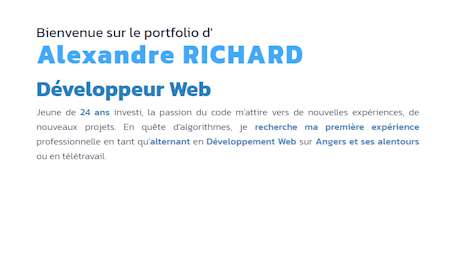 Bienvenue sur le portfolio d'
Alexandre RICHARD
Développeur Web
Jeune de 24 ans investi, la passion du code m'attire vers de nouvelles expériences, de
nouveaux projets. En quête d'algorithmes, je recherche ma première expérience
professionnelle en tant qu'alternant en Développement Web sur Angers et ses alentours
ou en télétravail.